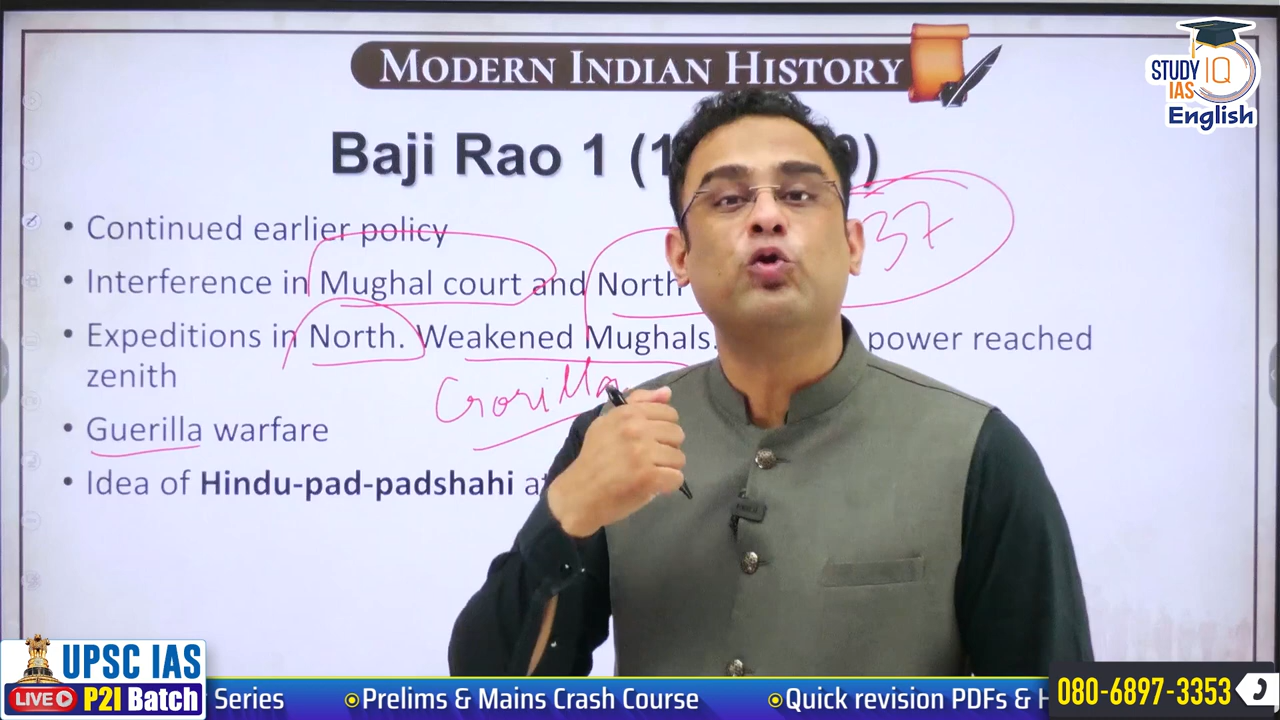 MODERN INDIAN HISTORY
STUDY IQ
IAS
English
Baji Rao 1 (1 )
37
• Continued earlier policy
• Interference in Mughal court and North
• Expeditions in North. Weakened Mughals. power reached
zenith
Gorilla
• Guerilla warfare
• Idea of Hindu-pad-padshahi
UPSC IAS
LIVE P2I Batch
Series
Prelims & Mains Crash Course
Quick revision PDFs &
080-6897-3353